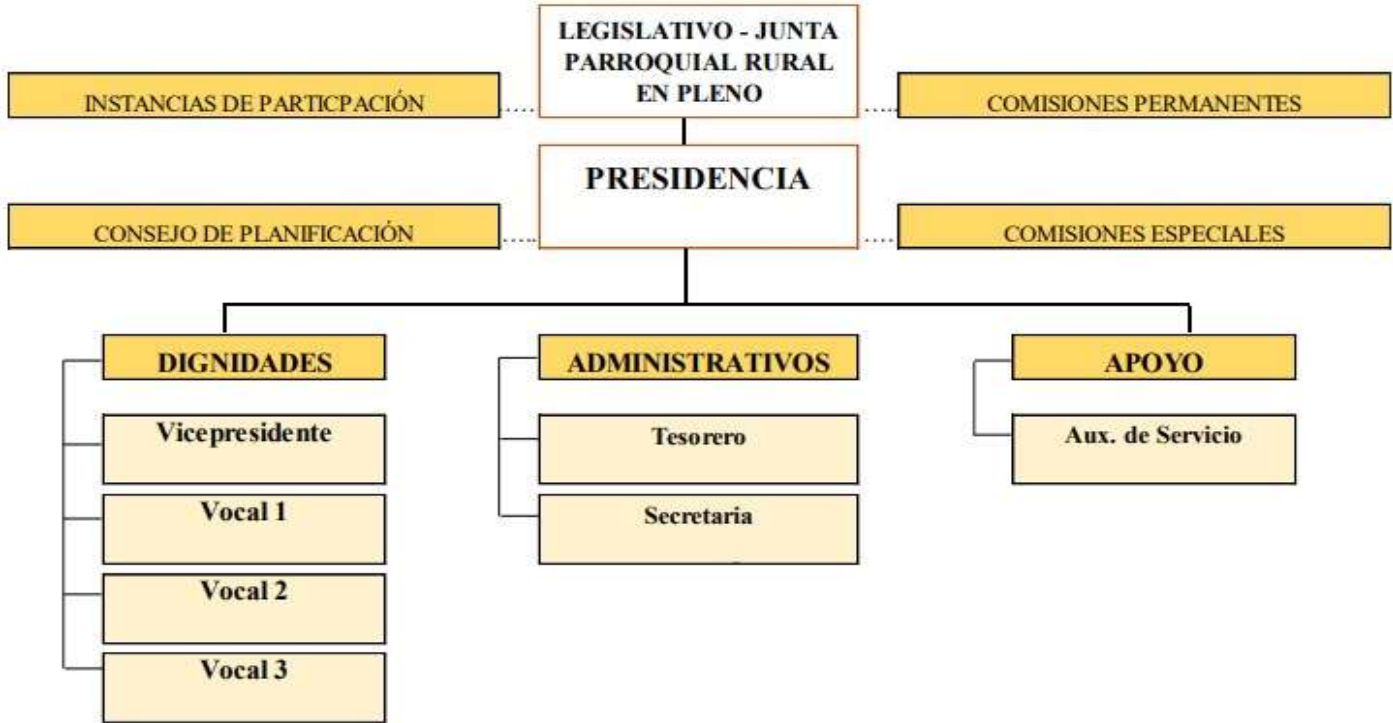 LEGISLATIVO - JUNTA
PARROQUIAL RURAL
EN PLENO
INSTANCIAS DE PARTICPACIÓN
COMISIONES PERMANENTES
PRESIDENCIA
CONSEJO DE PLANIFICACIÓN
COMISIONES ESPECIALES
DIGNIDADES
Vicepresidente
Vocal 1
Vocal 2
Vocal 3
ADMINISTRATIVOS
Tesorero
Secretaria
APOYO
Aux. de Servicio